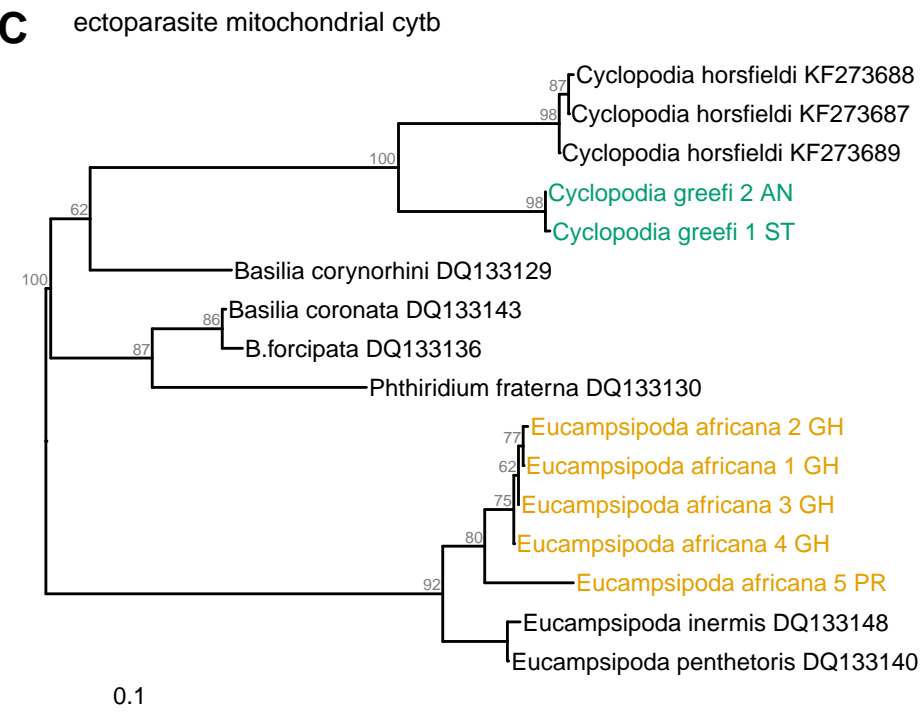 C ectoparasite mitochondrial cytb
Cyclopodia horsfieldi KF273688
87
Cyclopodia horsfieldi KF273687
98
Cyclopodia horsfieldi KF273689
100
Cyclopodia greefi 2 AN
98
62
Cyclopodia greefi 1 ST
Basilia corynorhini DQ133129
100
Basilia coronata DQ133143
86
B.forcipata DQ133136
87
Phthiridium fraterna DQ133130
Eucampsipoda africana 2 GH
77
Eucampsipoda africana 1 GH
62
Eucampsipoda africana 3 GH
75
Eucampsipoda africana 4 GH
80
Eucampsipoda africana 5 PR
92
Eucampsipoda inermis DQ133148
Eucampsipoda penthetoris DQ133140
0.1